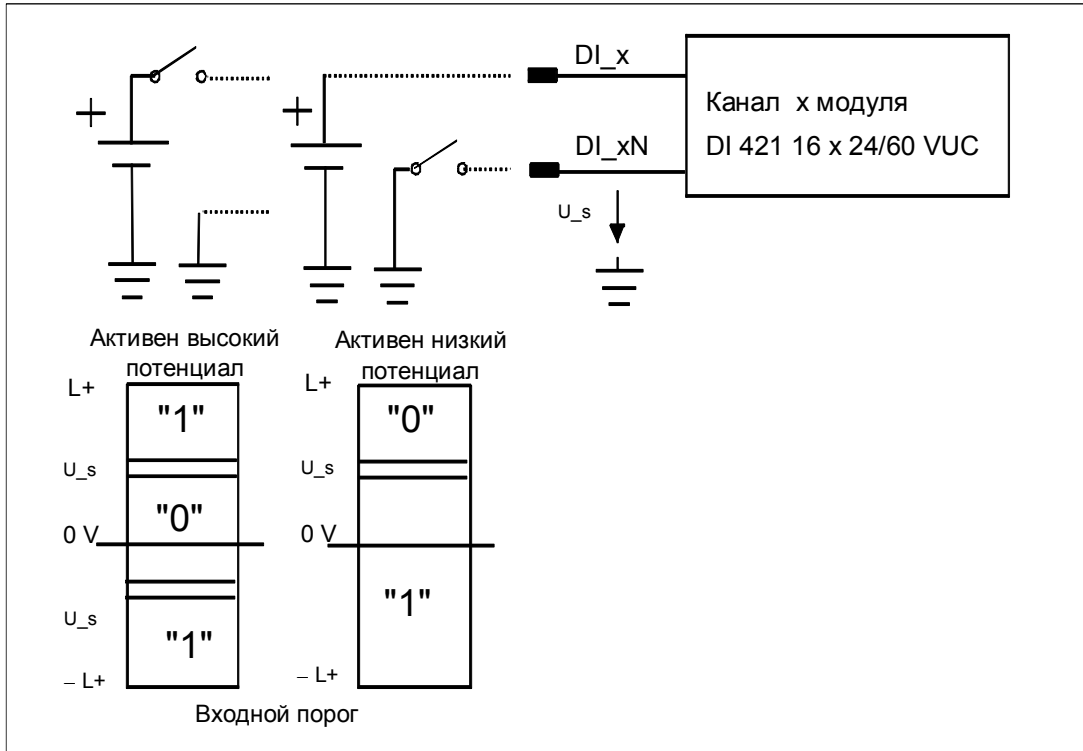 DI_x
+
+
Канал x модуля
DI 421 16 x 24/60 VUC
DI_xN
U_s
Активен высокий
потенциал
Активен низкий
потенциал
L+
"1"
U_s
"0"
0 V
U_s
"1"
– L+
L+
"0"
U_s
0 V
"1"
– L+
Входной порог